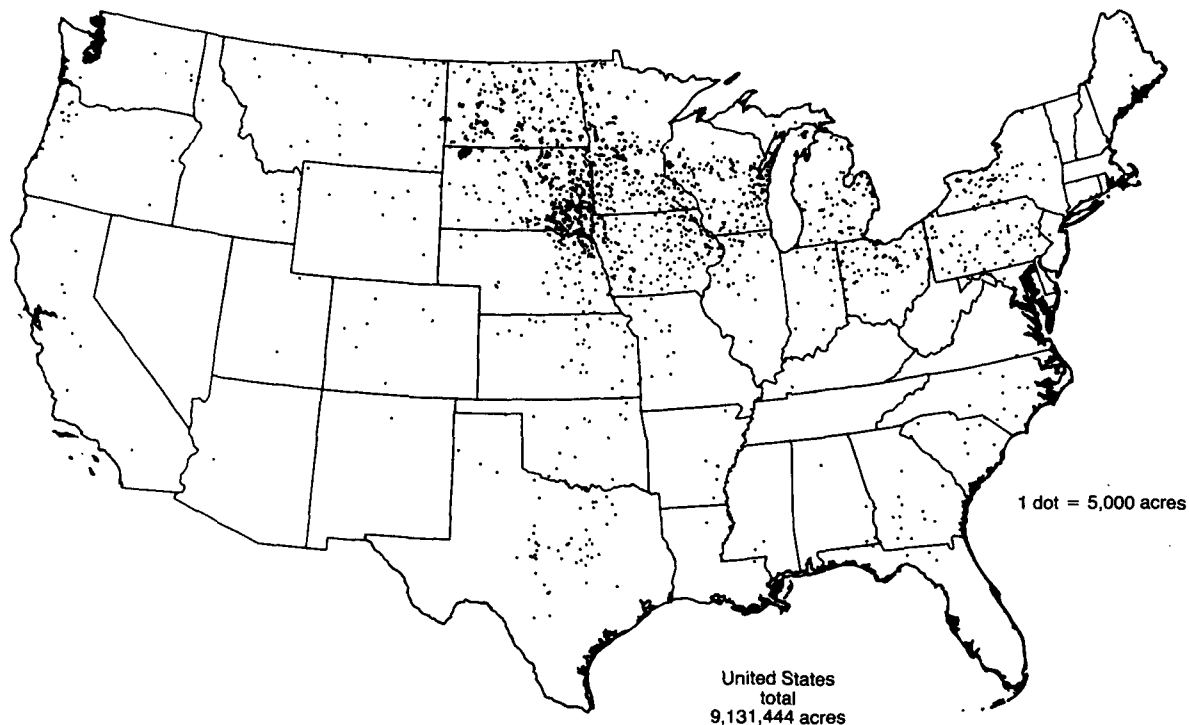 1 dot = 5,000 acres
United States
total
9,131,444 acres